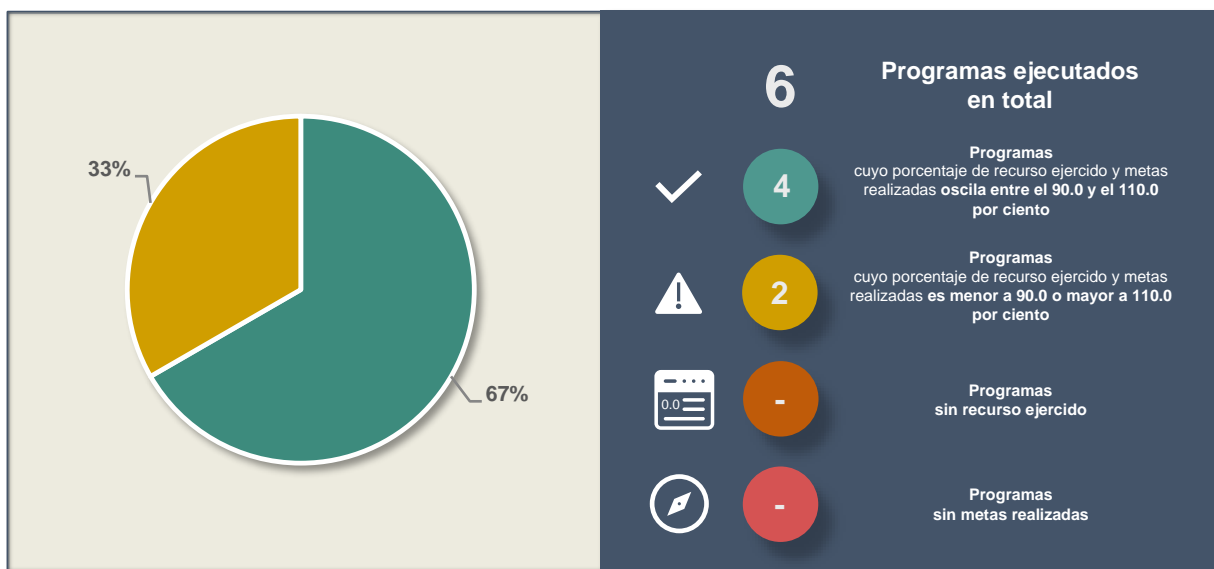 33%
67%
6
Programas ejecutados
en total
4
Programas
cuyo porcentaje de recurso ejercido y metas
realizadas oscila entre el 90.0 y el 110.0
por ciento
2
Programas
cuyo porcentaje de recurso ejercido y metas
realizadas es menor a 90.0 o mayor a 110.0
por ciento
0.0
-
Programas
sin recurso ejercido
-
Programas
sin metas realizadas